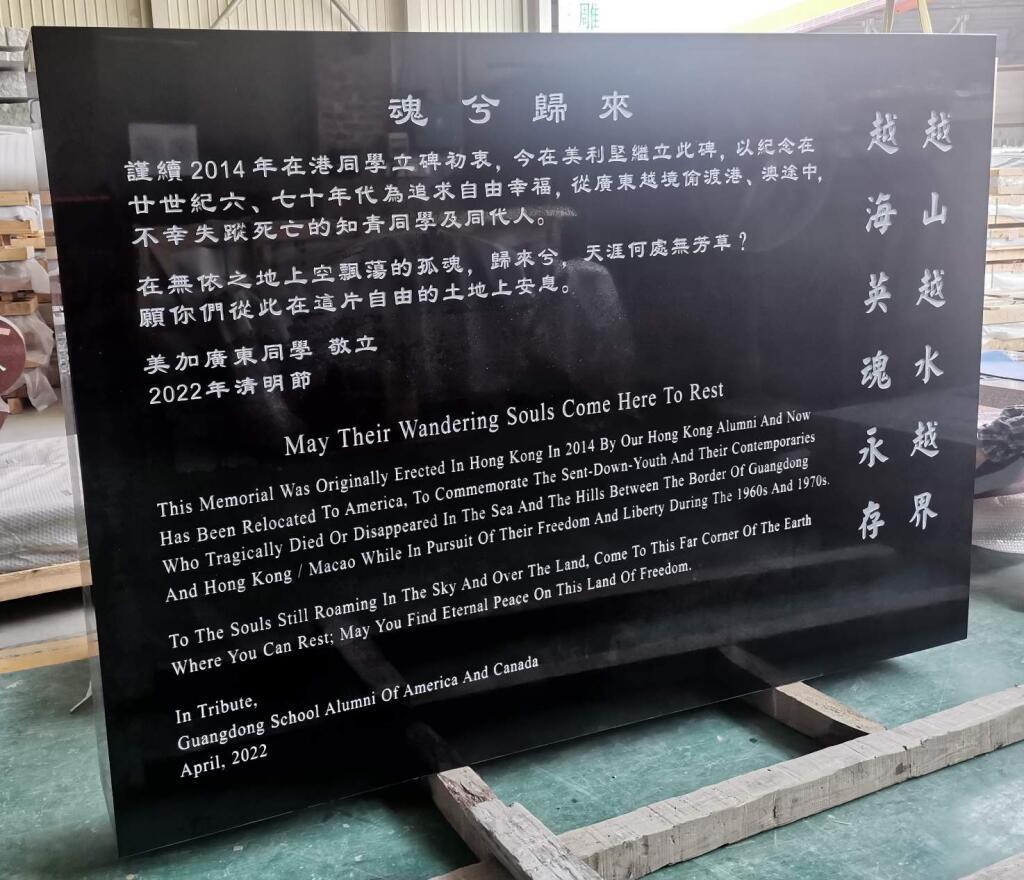 雕
魂兮歸來
謹續2014年在港同學立碑初衷，今在美利堅繼立此碑，以紀念在
廿世紀六、七十年代為追求自由幸福，從廣東越境偷渡港、澳途中，
不幸失蹤死亡的知青同學及同代人。
在無依之地上空飄蕩的孤魂，歸來兮，天涯何處無芳草？
願你們從此在這片自由的土地上安息。
美加廣東同學 敬立
2022年清明節
越山越水越界
越海英魂永存
May Their Wandering Souls Come Here To Rest
This Memorial Was Originally Erected In Hong Kong In 2014 By Our Hong Kong Alumni And Now
Has Been Relocated To America, To Commemorate The Sent-Down-Youth And Their Contemporaries
Who Tragically Died Or Disappeared In The Sea And The Hills Between The Border Of Guangdong
And Hong Kong / Macao While In Pursuit Of Their Freedom And Liberty During The 1960s And 1970s.
To The Souls Still Roaming In The Sky And Over The Land, Come To This Far Corner Of The Earth
Where You Can Rest; May You Find Eternal Peace On This Land Of Freedom.
In Tribute,
Guangdong School Alumni Of America And Canada
April, 2022